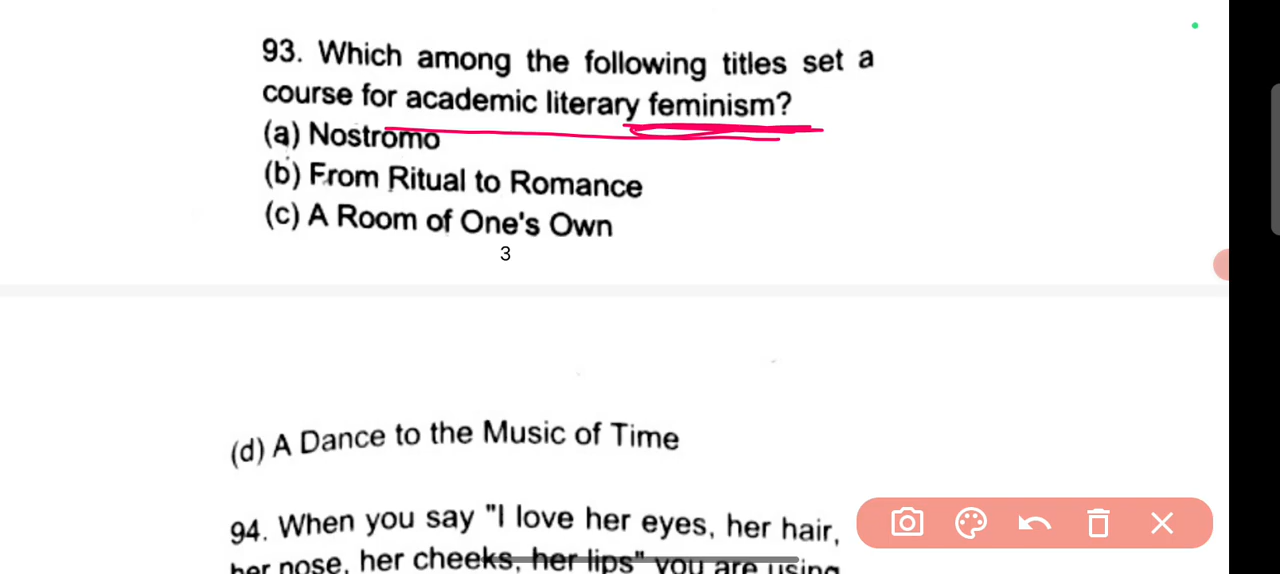 93. Which among the following titles set a
course for academic literary feminism?
(a) Nostromo
(b) From Ritual to Romance
(c) A Room of One's Own
3
(d) A Dance to the Music of Time
94. When you say "I love her eyes, her hair,
her nose, her cheeks, her lips" you are using